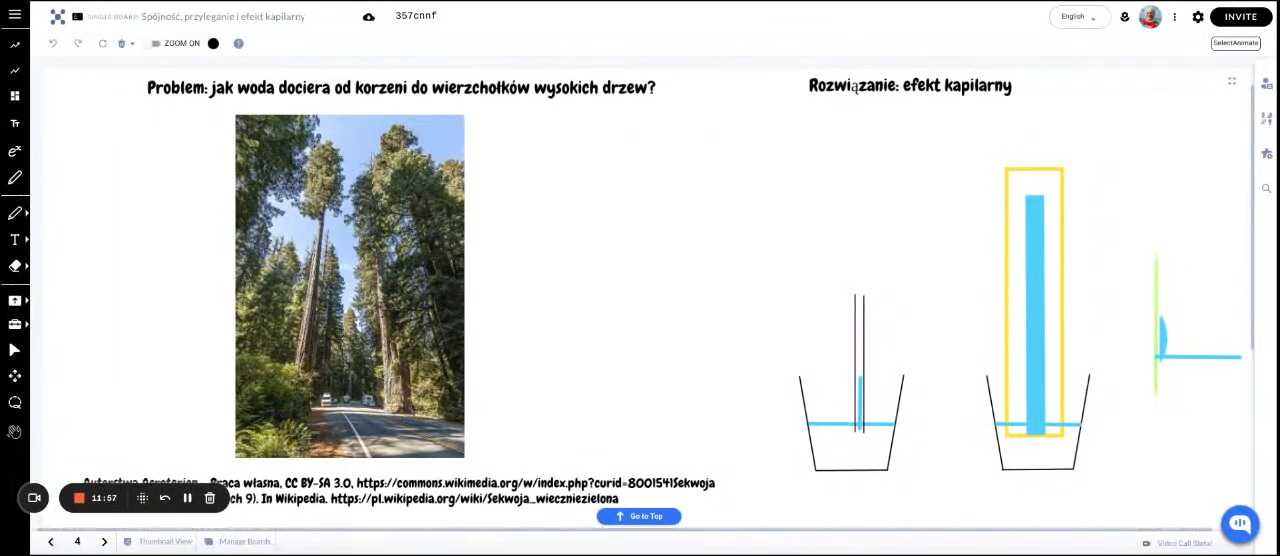 SINGLE BOARD Spójność, przyleganie i efekt kapilarny
357cnnf
English
INVITE
ZOOM ON
SelectAnimate
Problem: jak woda dociera od korzeni do wierzchołków wysokich drzew?
Rozwiązanie: efekt kapilarny
Praca własna, CC BY-SA 3.0, https://commons.wikimedia.org/w/index.php?curid=8001541Sekwoja
ch 9). In Wikipedia. https://pl.wikipedia.org/wiki/Sekwoja_wieczniezielona
11:57
Go to Top
4
Thumbnail View
Manage Boards
Video Call (Beta)